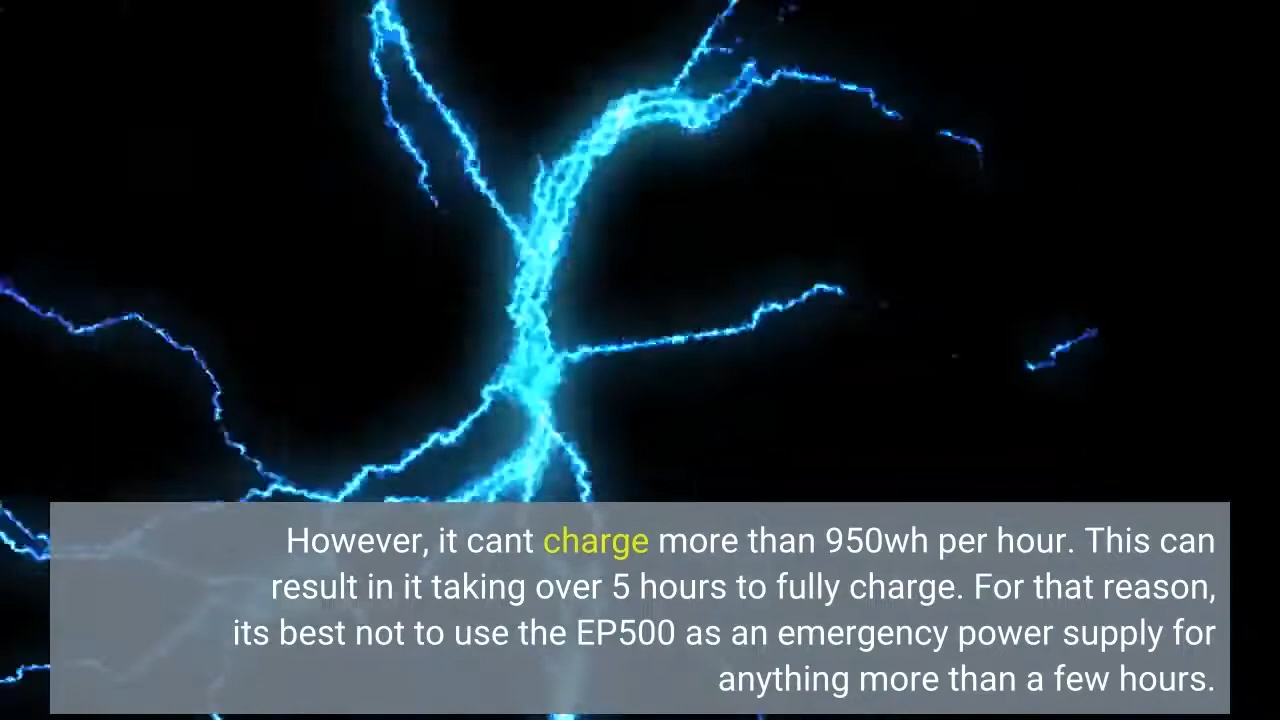 However, it cant charge more than 950wh per hour. This can
result in it taking over 5 hours to fully charge. For that reason,
its best not to use the EP500 as an emergency power supply for
anything more than a few hours.